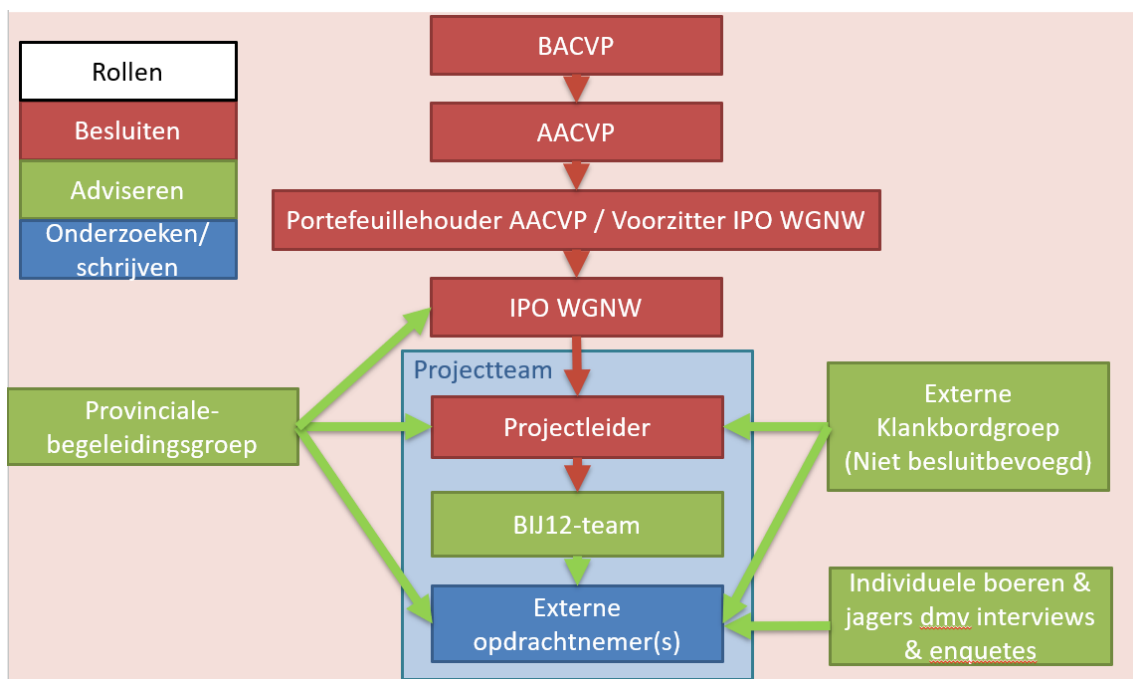 Rollen
Besluiten
Adviseren
Onderzoeken/
schrijven
BACVP
AACVP
Portefeuillehouder AACVP / Voorzitter IPO WGNW
IPO WGNW
Projectteam
Projectleider
BIJ12-team
Externe
opdrachtnemer(s)
Provinciale-
begeleidingsgroep
Externe
Klankbordgroep
(Niet besluitbevoegd)
Individuele boeren &
jagers dmv interviews
& enquetes